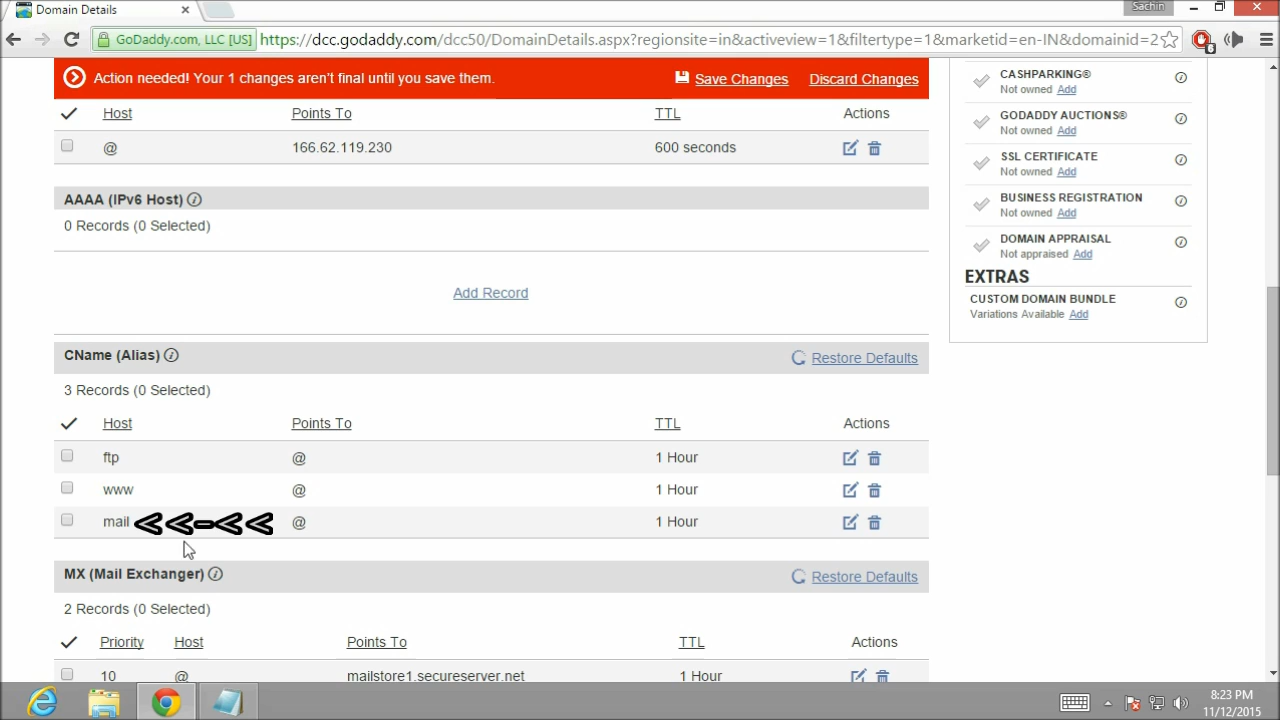 Domain Details
Sachin
GoDaddy.com, LLC [US] https://dcc.godaddy.com/dcc50/DomainDetails.aspx?regionsite=in&activeview=1&filtertype=1&marketid=en-IN&domainid=2
6
Action needed! Your 1 changes aren't final until you save them. Save Changes Discard Changes
Host Points To TTL Actions
@ 166.62.119.230 600 seconds
AAAA (IPv6 Host)
0 Records (0 Selected)
Add Record
CName (Alias) Restore Defaults
3 Records (0 Selected)
Host Points To TTL Actions
ftp @ 1 Hour
www @ 1 Hour
mail @ 1 Hour
MX (Mail Exchanger) Restore Defaults
2 Records (0 Selected)
Priority Host Points To TTL Actions
10 @ mailstore1.secureserver.net 1 Hour
CASHPARKING®
Not owned Add
GODADDY AUCTIONS®
Not owned Add
SSL CERTIFICATE
Not owned Add
BUSINESS REGISTRATION
Not owned Add
DOMAIN APPRAISAL
Not appraised Add
EXTRAS
CUSTOM DOMAIN BUNDLE
Variations Available Add
8:23 PM
11/12/2015